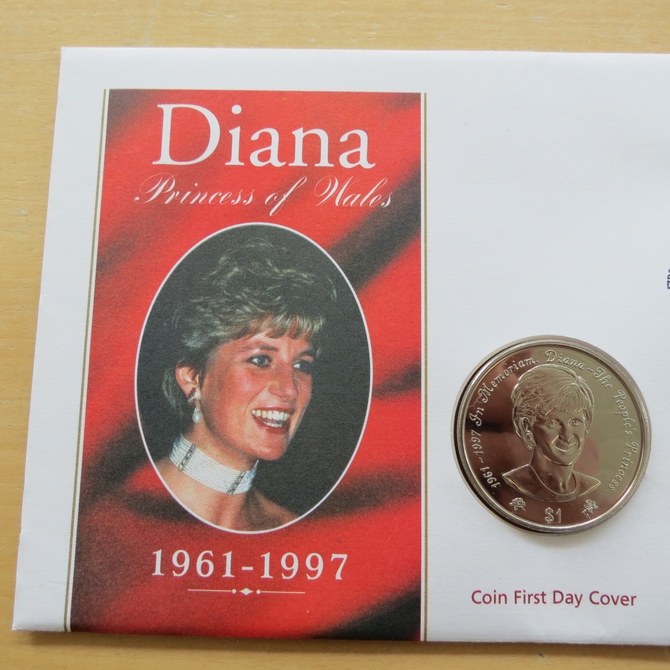 Diana
Princess of Wales
1961-1997
1961-1997 In Memoriam. Diana-The People's Princess
$1
Coin First Day Cover